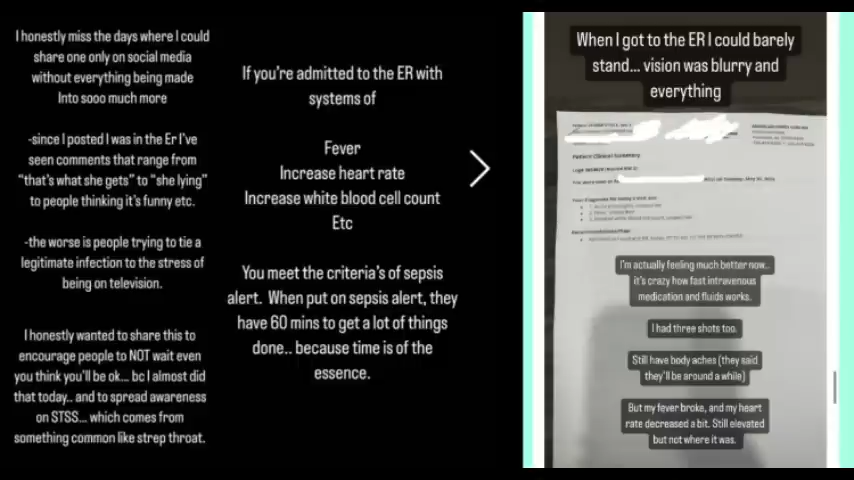 I honestly miss the days where I could
share one only on social media
without everything being made
Into sooo much more
-since I posted I was in the Er I've
seen comments that range from
"that's what she gets" to "she lying"
to people thinking it's funny etc.
-the worse is people trying to tie a
legitimate infection to the stress of
being on television.
I honestly wanted to share this to
encourage people to NOT wait even
you think you'll be ok... bc I almost did
that today.. and to spread awareness
on STSS... which comes from
something common like strep throat.
If you're admitted to the ER with
systems of
Fever
Increase heart rate
Increase white blood cell count
Etc
You meet the criteria's of sepsis
alert. When put on sepsis alert, they
have 60 mins to get a lot of things
done.. because time is of the
essence.
When I got to the ER I could barely
stand... vision was blurry and
everything
Patient Clinical Summary
I'm actually feeling much better now..
it's crazy how fast intravenous
medication and fluids works.
I had three shots too.
Still have body aches (they said
they'll be around a while)
But my fever broke, and my heart
rate decreased a bit. Still elevated
but not where it was.